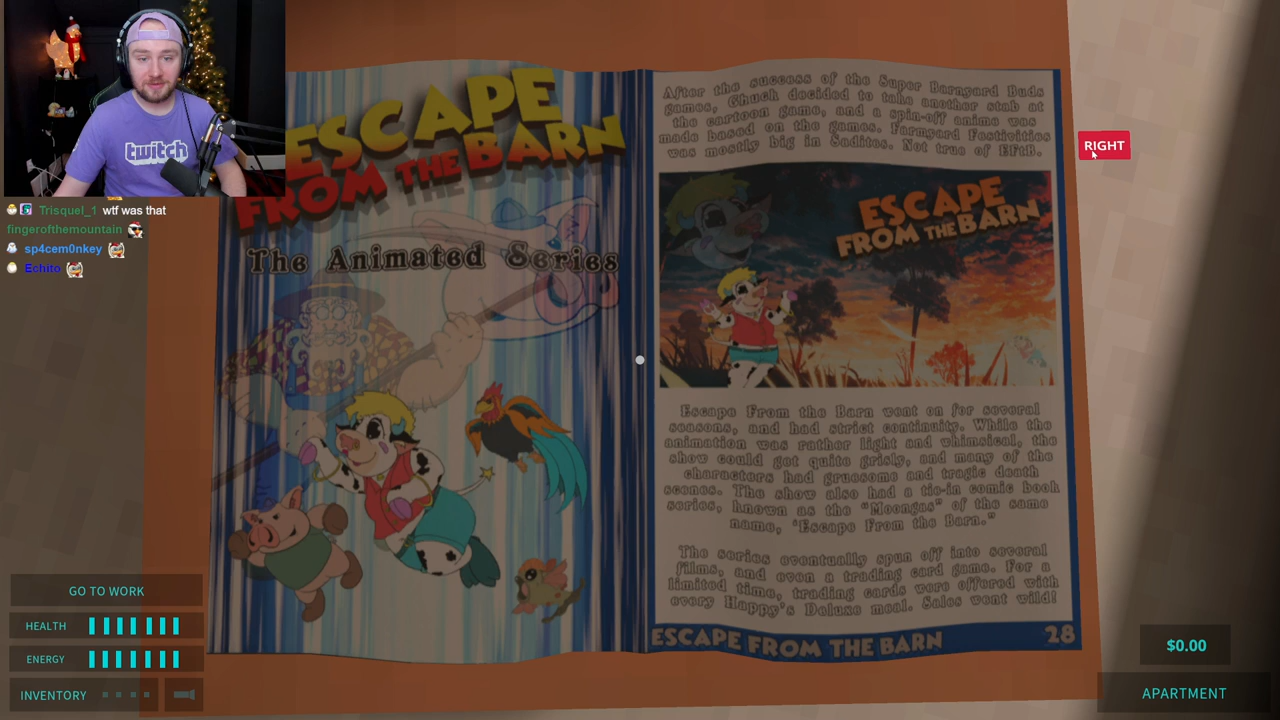 twitch
Trisquel_1 wtf was that
fingerofthemountain
sp4cem0nkey
Echito
ESCAPE
FROM THE BARN
The Animated Series
After the success of the Super Barnyard Buds
games, Ghuch decided to take another stab at
the cartoon game, and a spin-off anime was
made based on the games. Farmyard Festivities
was mostly big in Soditos. Not true of EFtB.
ESCAPE
FROM THE BARN
Escape From the Barn went on for several
seasons, and had strict continuity. While the
animation was rather light and whimsical, the
show could get quite grisly, and many of the
characters had gruesome and tragic death
scenes. The show also had a tie-in comic book
series, known as the "Moongas" of the same
name, 'Escape From the Barn."
The series eventually spun off into several
films, and even a trading card game. For a
limited time, trading cards were offered with
every Happy's Deluxe meal. Sales went wild!
ESCAPE FROM THE BARN 28
RIGHT
GO TO WORK
HEALTH
ENERGY
INVENTORY
$0.00
APARTMENT